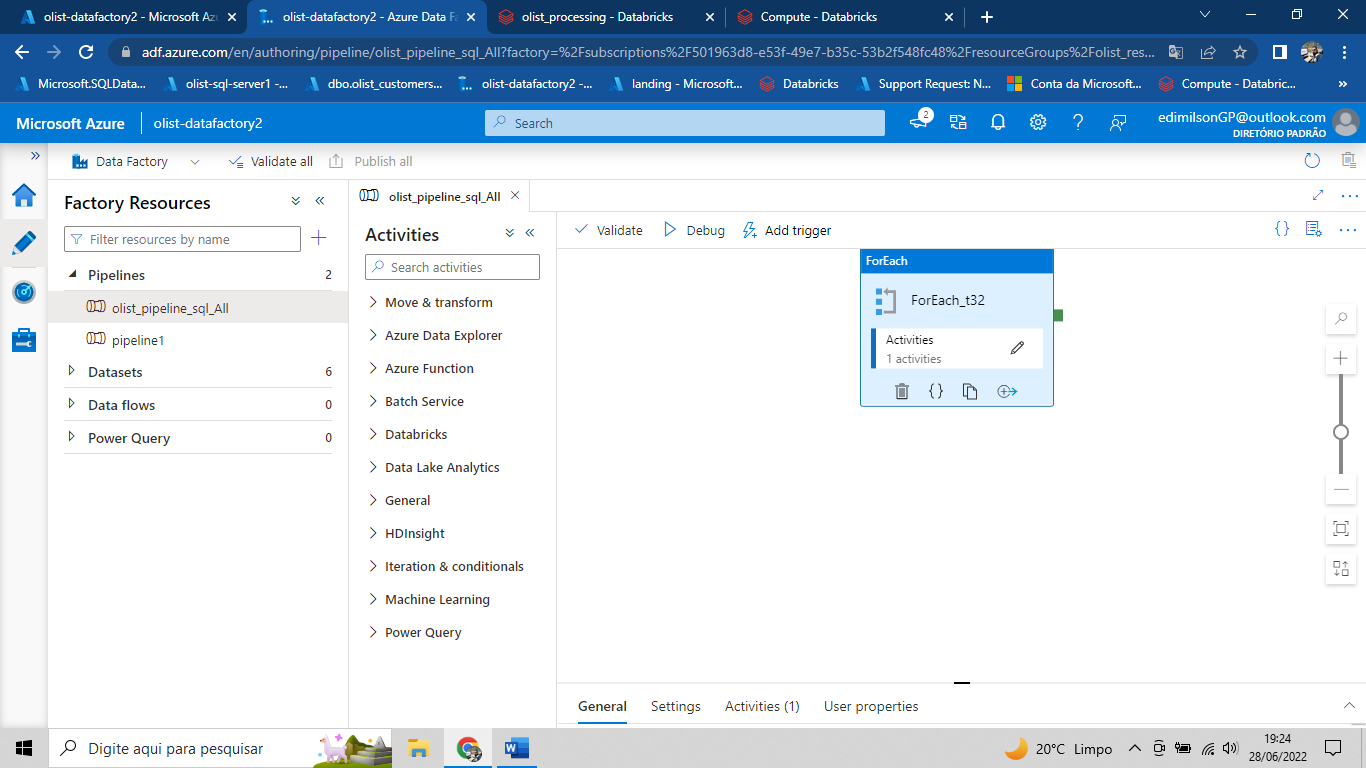 olist-datafactory2 - Microsoft Az
olist-datafactory2 - Azure Data F
olist_processing - Databricks
Compute - Databricks
adf.azure.com/en/authoring/pipeline/olist_pipeline_sql_All?factory=%2Fsubscriptions%2F501963d8-e53f-49e7-b35c-53b2f548fc48%2FresourceGroups%2Folist_res...
Microsoft.SQLData...
olist-sql-server1 -...
dbo.olist_customers...
olist-datafactory2 -...
landing - Microsoft...
Databricks
Support Request: N...
Conta da Microsoft...
Compute - Databric...
»
Microsoft Azure
olist-datafactory2
Search
2
edimilsonGP@outlook.com
DIRETÓRIO PADRÃO
Data Factory
Validate all
Publish all
Factory Resources
Filter resources by name
Pipelines
2
olist_pipeline_sql_All
pipeline1
Datasets
6
Data flows
0
Power Query
0
olist_pipeline_sql_All
Activities
Search activities
Move & transform
Azure Data Explorer
Azure Function
Batch Service
Databricks
Data Lake Analytics
General
HDInsight
Iteration & conditionals
Machine Learning
Power Query
Validate
Debug
Add trigger
ForEach
ForEach_t32
Activities
1 activities
General
Settings
Activities (1)
User properties
Digite aqui para pesquisar
20°C Limpo
19:24
28/06/2022